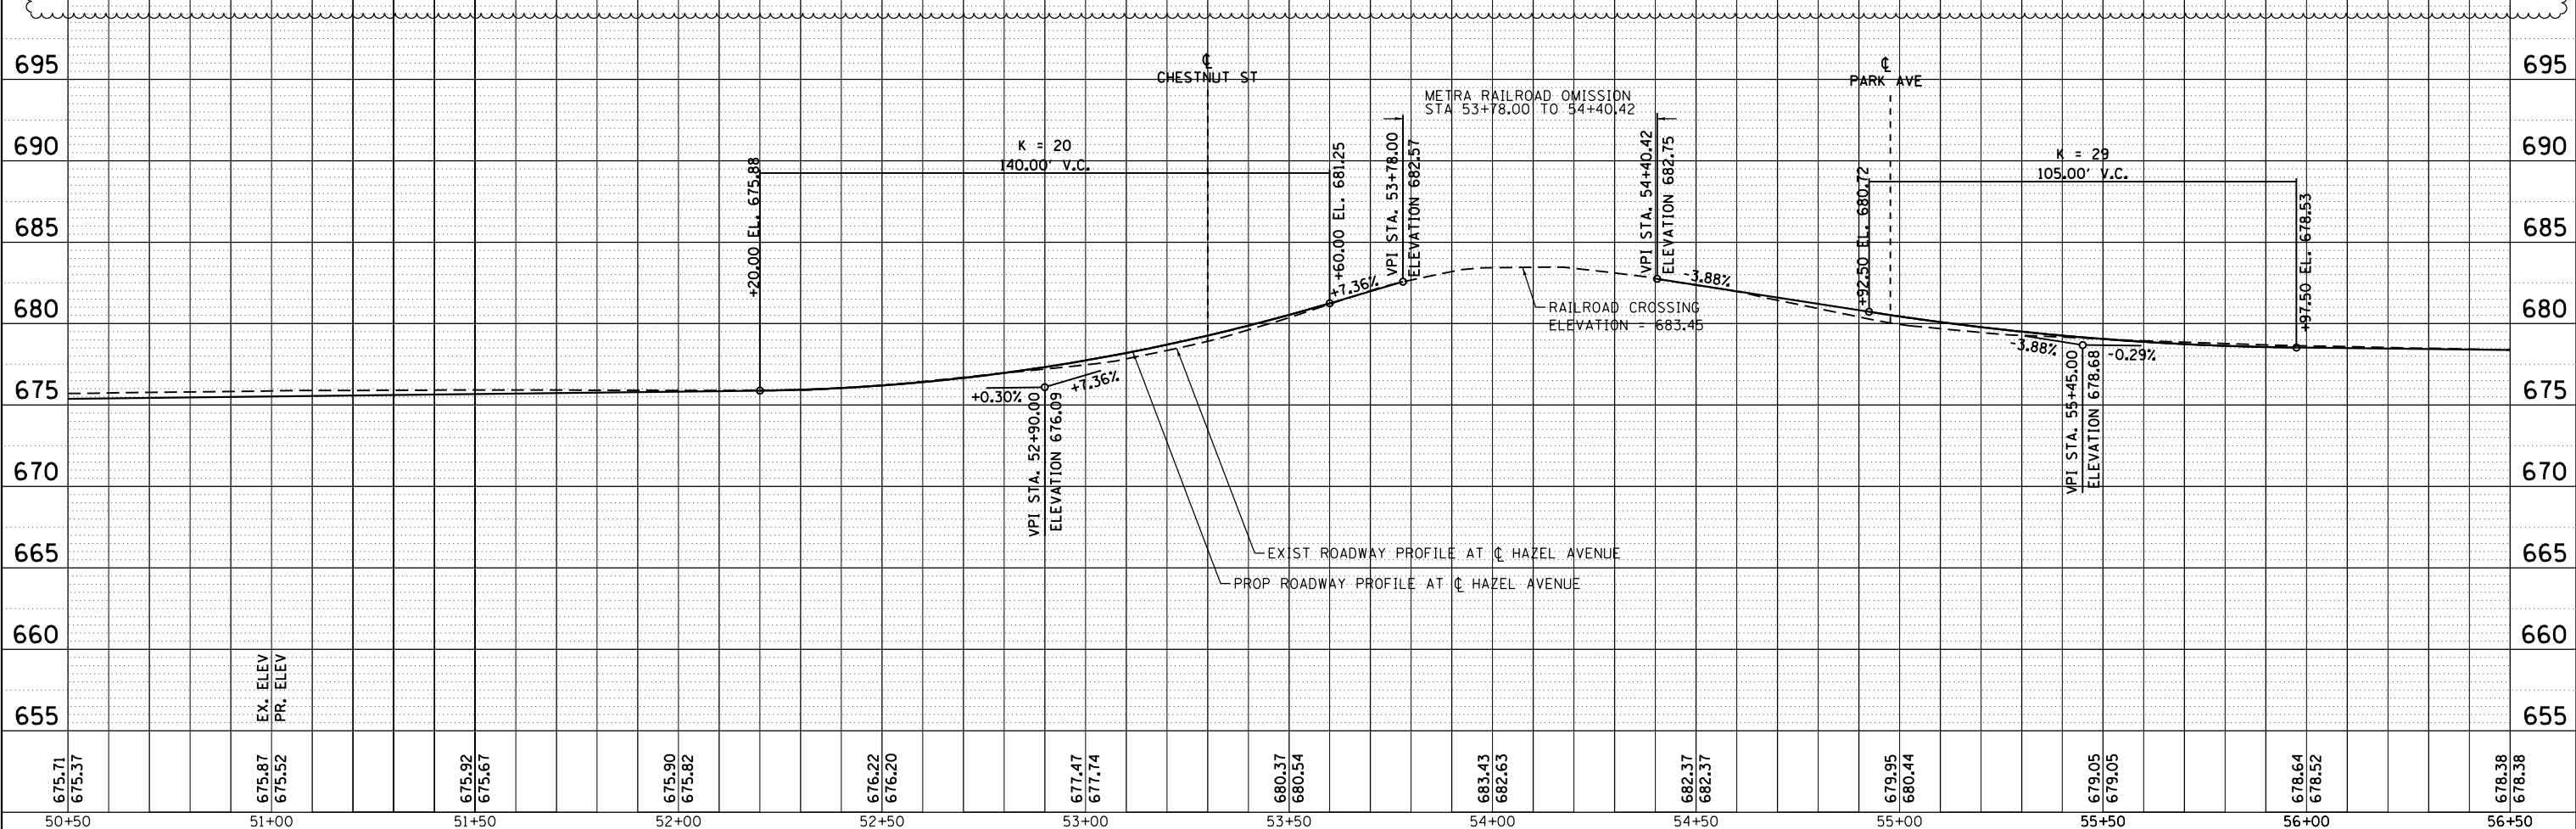 695
690
685
680
675
670
665
660
655
695
690
685
680
675
670
665
660
655
℄
CHESTNUT ST
METRA RAILROAD OMISSION
STA 53+78.00 TO 54+40.42
℄
PARK AVE
K = 20
140.00' V.C.
K = 29
105.00' V.C.
+20.00 EL. 675.88
+60.00 EL. 681.25
VPI STA. 53+78.00
ELEVATION 682.57
VPI STA. 54+40.42
ELEVATION 682.75
+92.50 EL. 680.72
+97.50 EL. 678.53
+7.36%
-3.88%
RAILROAD CROSSING
ELEVATION = 683.45
+0.30%
+7.36%
VPI STA. 52+90.00
ELEVATION 676.09
-3.88%
-0.29%
VPI STA. 55+45.00
ELEVATION 678.68
EXIST ROADWAY PROFILE AT ℄ HAZEL AVENUE
PROP ROADWAY PROFILE AT ℄ HAZEL AVENUE
EX. ELEV
PR. ELEV
675.71
675.37
675.87
675.52
675.92
675.67
675.90
675.82
676.22
676.20
677.47
677.74
680.37
680.54
683.43
682.63
682.37
682.37
679.95
680.44
679.05
679.05
678.64
678.52
678.38
678.38
50+50
51+00
51+50
52+00
52+50
53+00
53+50
54+00
54+50
55+00
55+50
56+00
56+50